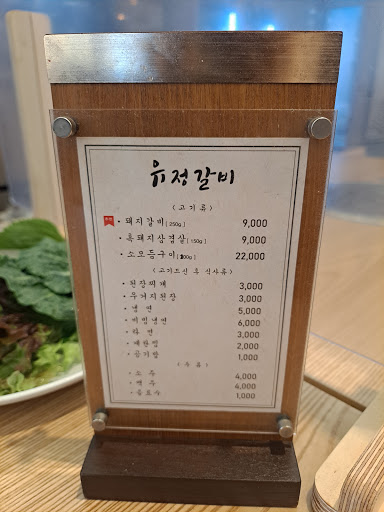 유정갈비
(고기류)
돼지갈비 [250g] 9,000
흑돼지삼겹살 [150g] 9,000
소모듬구이 [300g] 22,000
(고기드신 후 식사류)
된장찌개 3,000
우거지된장 3,000
냉면 5,000
비빔냉면 6,000
라면 3,000
계란찜 2,000
공기밥 1,000
(주류)
소주 4,000
맥주 4,000
음료수 1,000